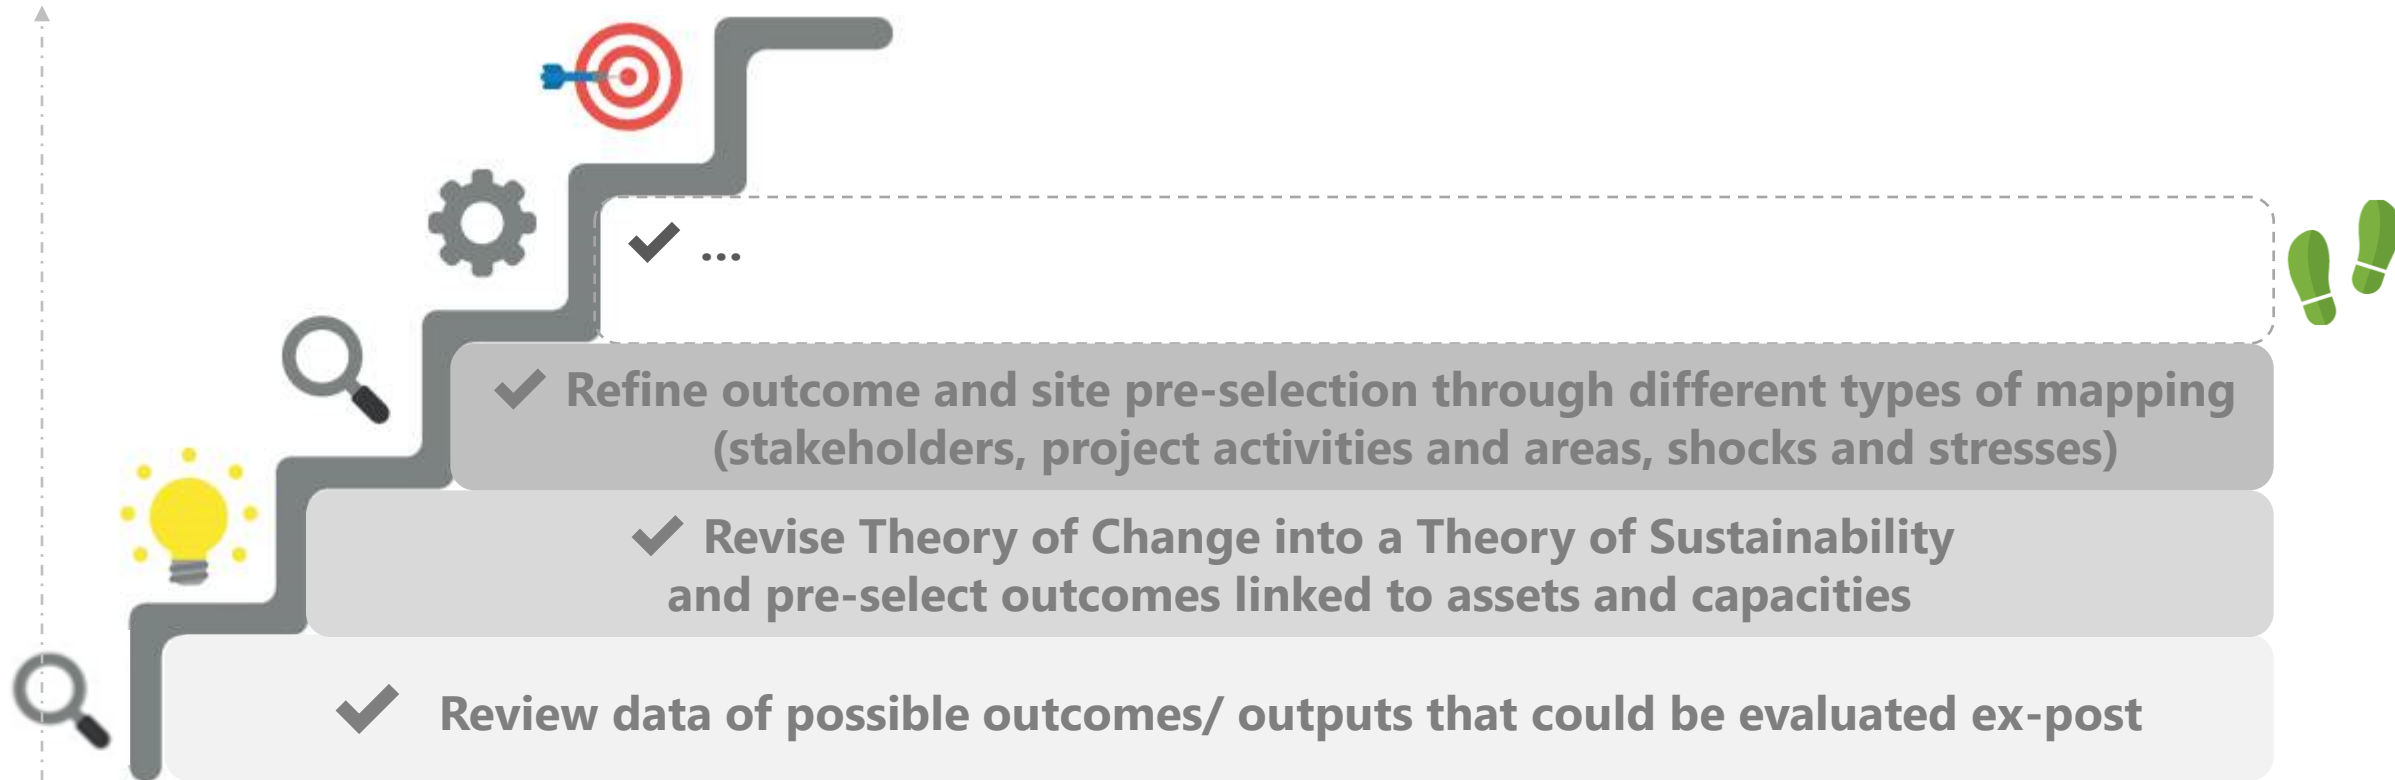 ...
Refine outcome and site pre-selection through different types of mapping
(stakeholders, project activities and areas, shocks and stresses)
Revise Theory of Change into a Theory of Sustainability
and pre-select outcomes linked to assets and capacities
Review data of possible outcomes/ outputs that could be evaluated ex-post